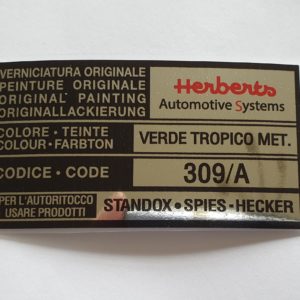 VERNICIATURA ORIGINALE
PEINTURE ORIGINALE
ORIGINAL PAINTING
ORIGINALLACKIERUNG
Herberts
Automotive Systems
COLORE • TEINTE
COLOUR • FARBTON
VERDE TROPICO MET.
CODICE • CODE
309/A
PER L'AUTORITOCCO
USARE PRODOTTI
STANDOX • SPIES - HECKER